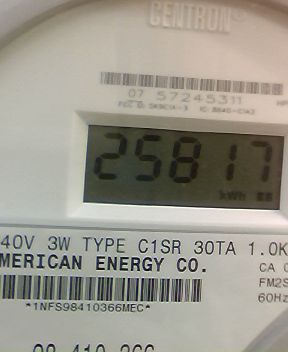 CENTRON®
07 57245311
25817
kWh
40V 3W TYPE C1SR 30TA 1.0K
MERICAN ENERGY CO.
CA 0
FM2S
60Hz
*1NFS98410366MEC*